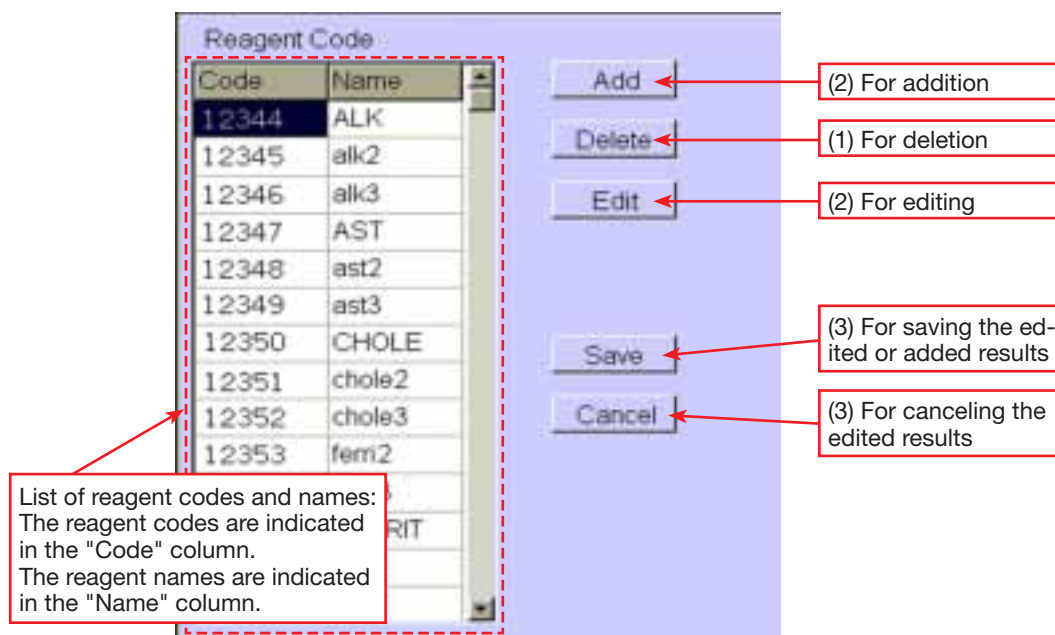 Reagent Code
Code Name
12344 ALK
12345 alk2
12346 alk3
12347 AST
12348 ast2
12349 ast3
12350 CHOLE
12351 chole2
12352 chole3
12353 ferri2
RIT
Add
Delete
Edit
Save
Cancel
(2) For addition
(1) For deletion
(2) For editing
(3) For saving the ed-
ited or added results
(3) For canceling the
edited results
List of reagent codes and names:
The reagent codes are indicated
in the "Code" column.
The reagent names are indicated
in the "Name" column.